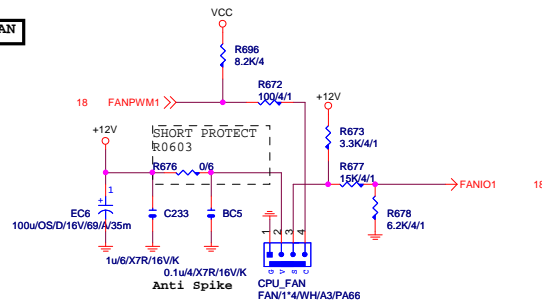 AN
VCC
R696
8.2K/4
R672
100/4/1
18 FANPWM1
+12V
+12V
SHORT PROTECT
R0603
R673
3.3K/4/1
R676 0/6
R677
15K/4/1
FANIO1 18
1
+
EC6
100u/OS/D/16V/69/A/35m
C233
BC5
R678
6.2K/4/1
1 2 3 4
G V S C
1u/6/X7R/16V/K
0.1u/4/X7R/16V/K
Anti Spike
CPU_FAN
FAN/1*4/WH/A3/PA66